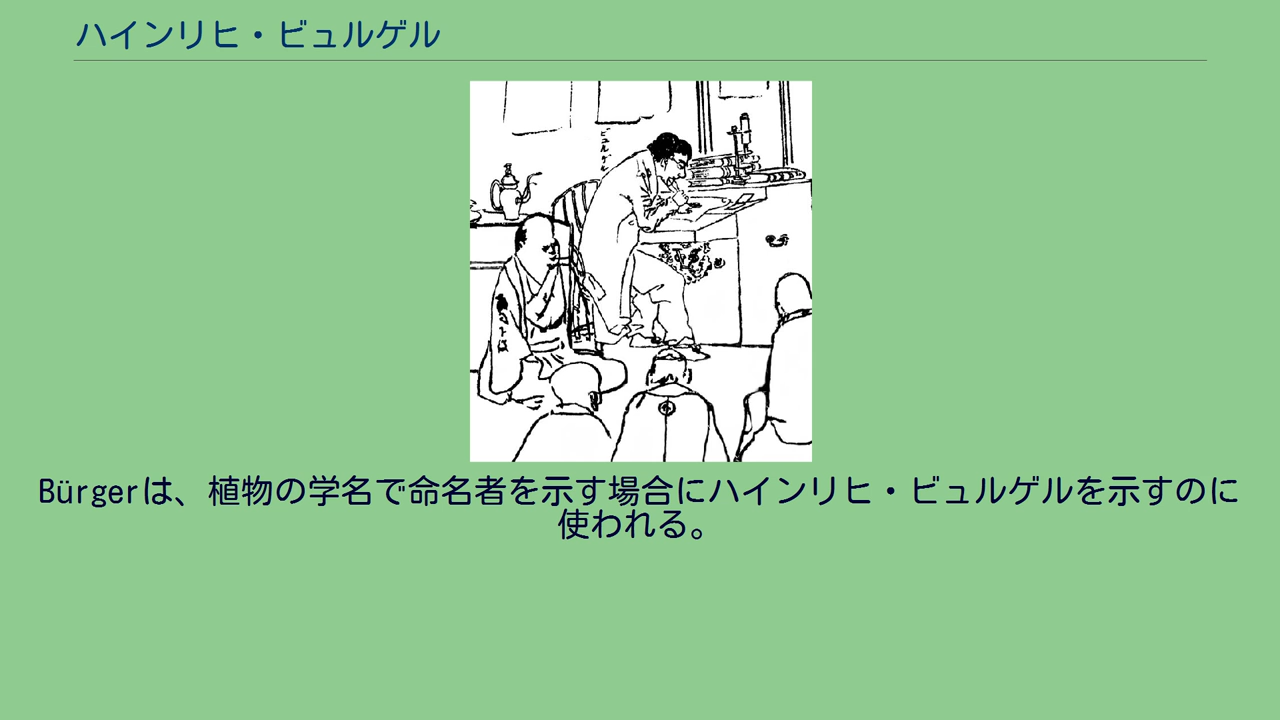 ハインリヒ・ビュルゲル
ビュルゲル
Bürgerは、植物の学名で命名者を示す場合にハインリヒ・ビュルゲルを示すのに
使われる。